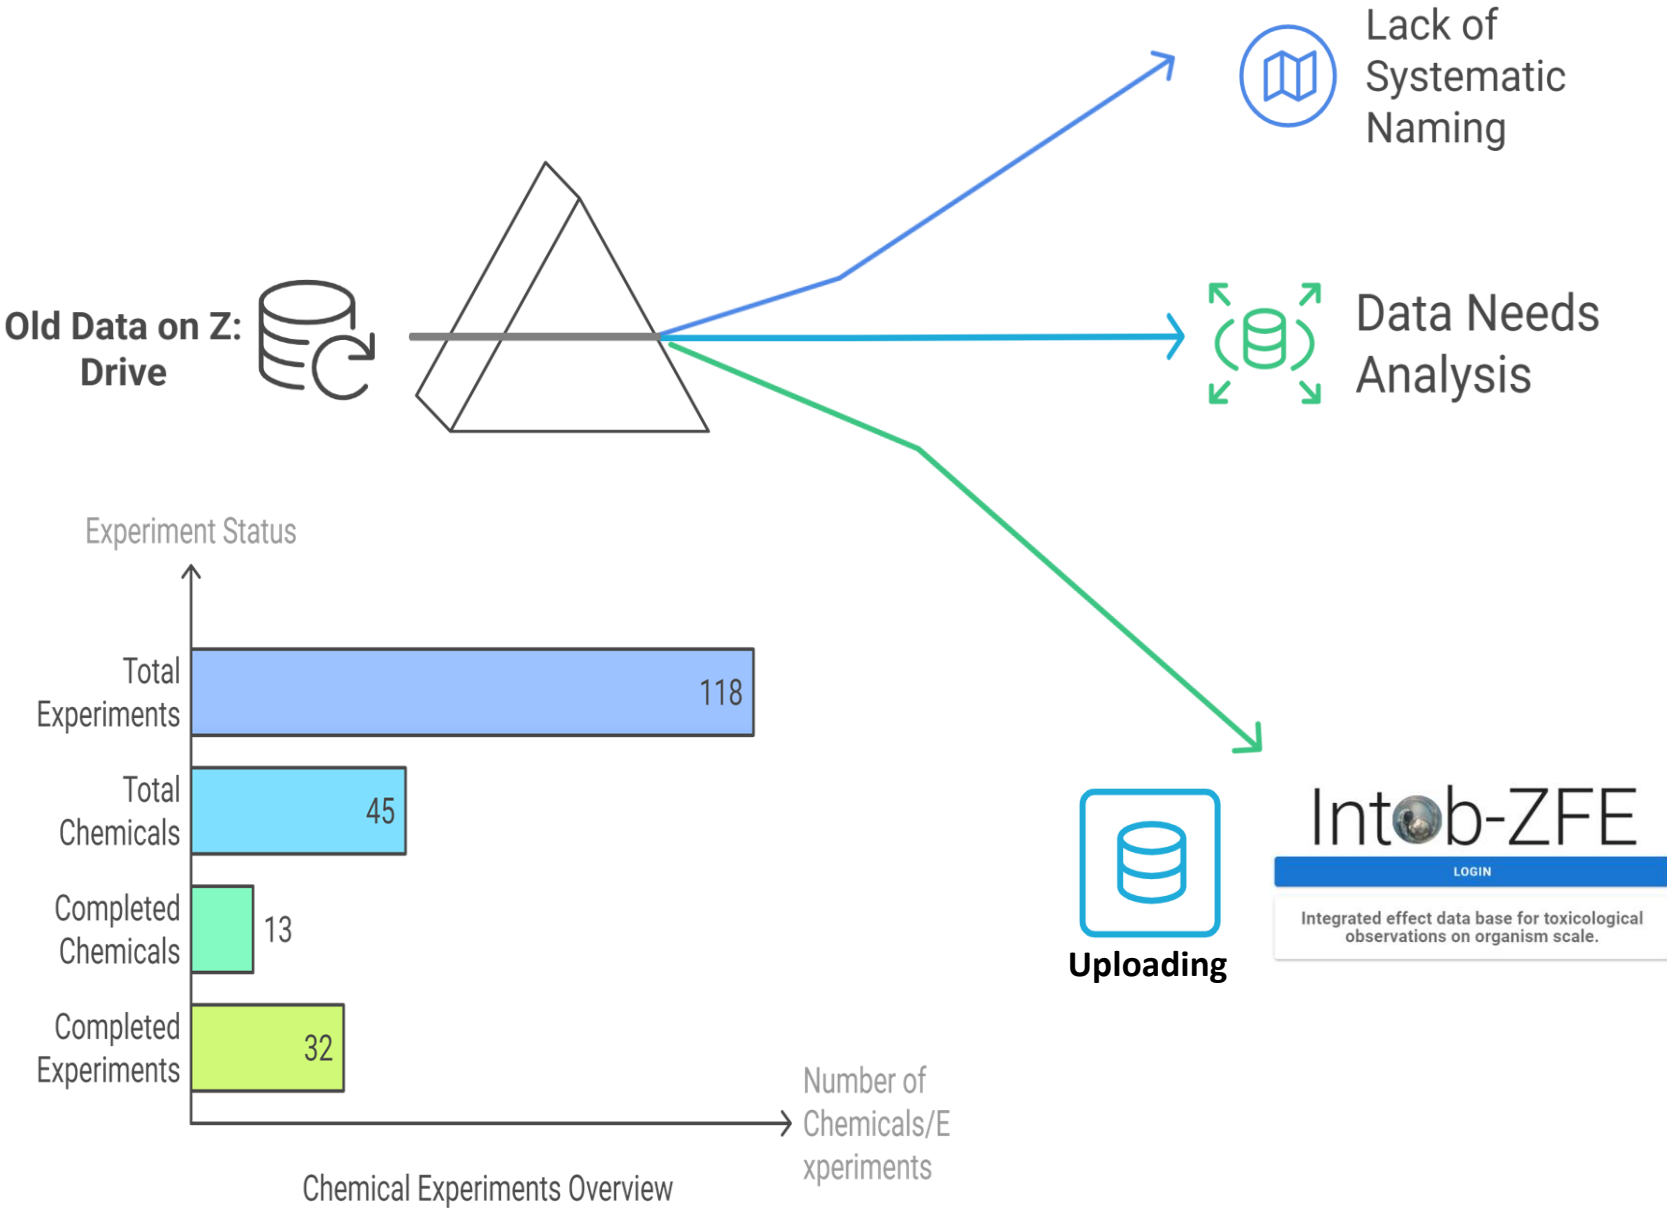 Lack of
Systematic
Naming
Old Data on Z:
Drive
Data Needs
Analysis
Experiment Status
Total
Experiments
118
Total
Chemicals
45
Completed
Chemicals
13
Completed
Experiments
32
Number of
Chemicals/E
xperiments
Chemical Experiments Overview
Uploading
Intob-ZFE
LOGIN
Integrated effect data base for toxicological
observations on organism scale.